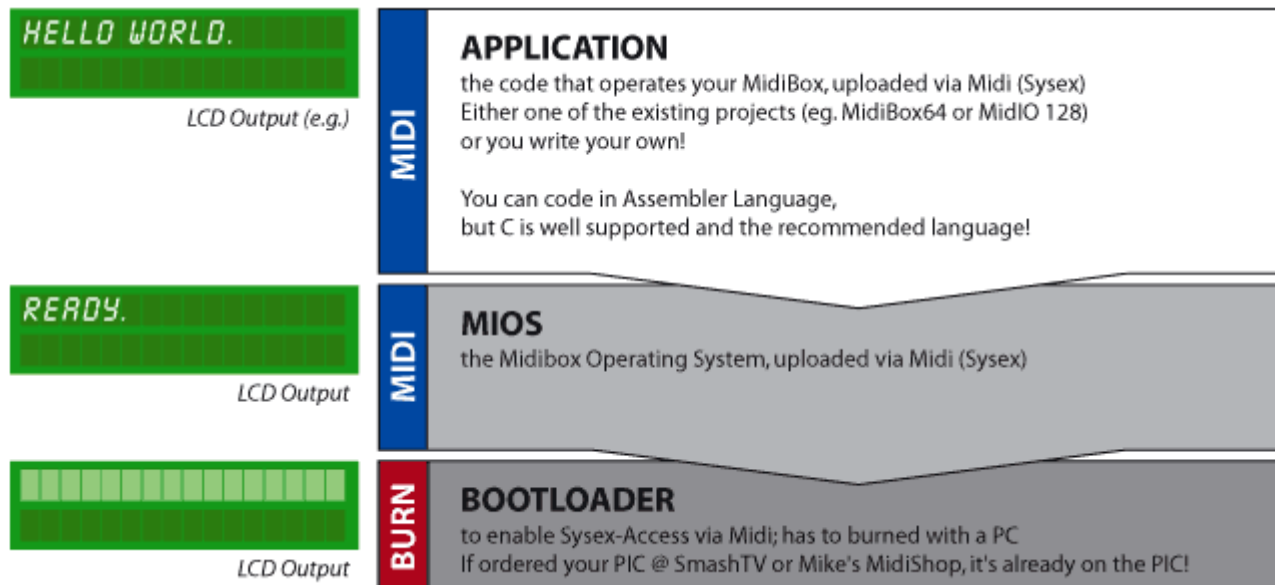 HELLO WORLD.
LCD Output (e.g.)
MIDI
APPLICATION
the code that operates your MidiBox, uploaded via Midi (Sysex)
Either one of the existing projects (eg. MidiBox64 or MidIO 128)
or you write your own!
You can code in Assembler Language,
but C is well supported and the recommended language!
READY.
LCD Output
MIDI
MIOS
the Midibox Operating System, uploaded via Midi (Sysex)
LCD Output
BURN
BOOTLOADER
to enable Sysex-Access via Midi; has to burned with a PC
If ordered your PIC @ SmashTV or Mike's MidiShop, it's already on the PIC!